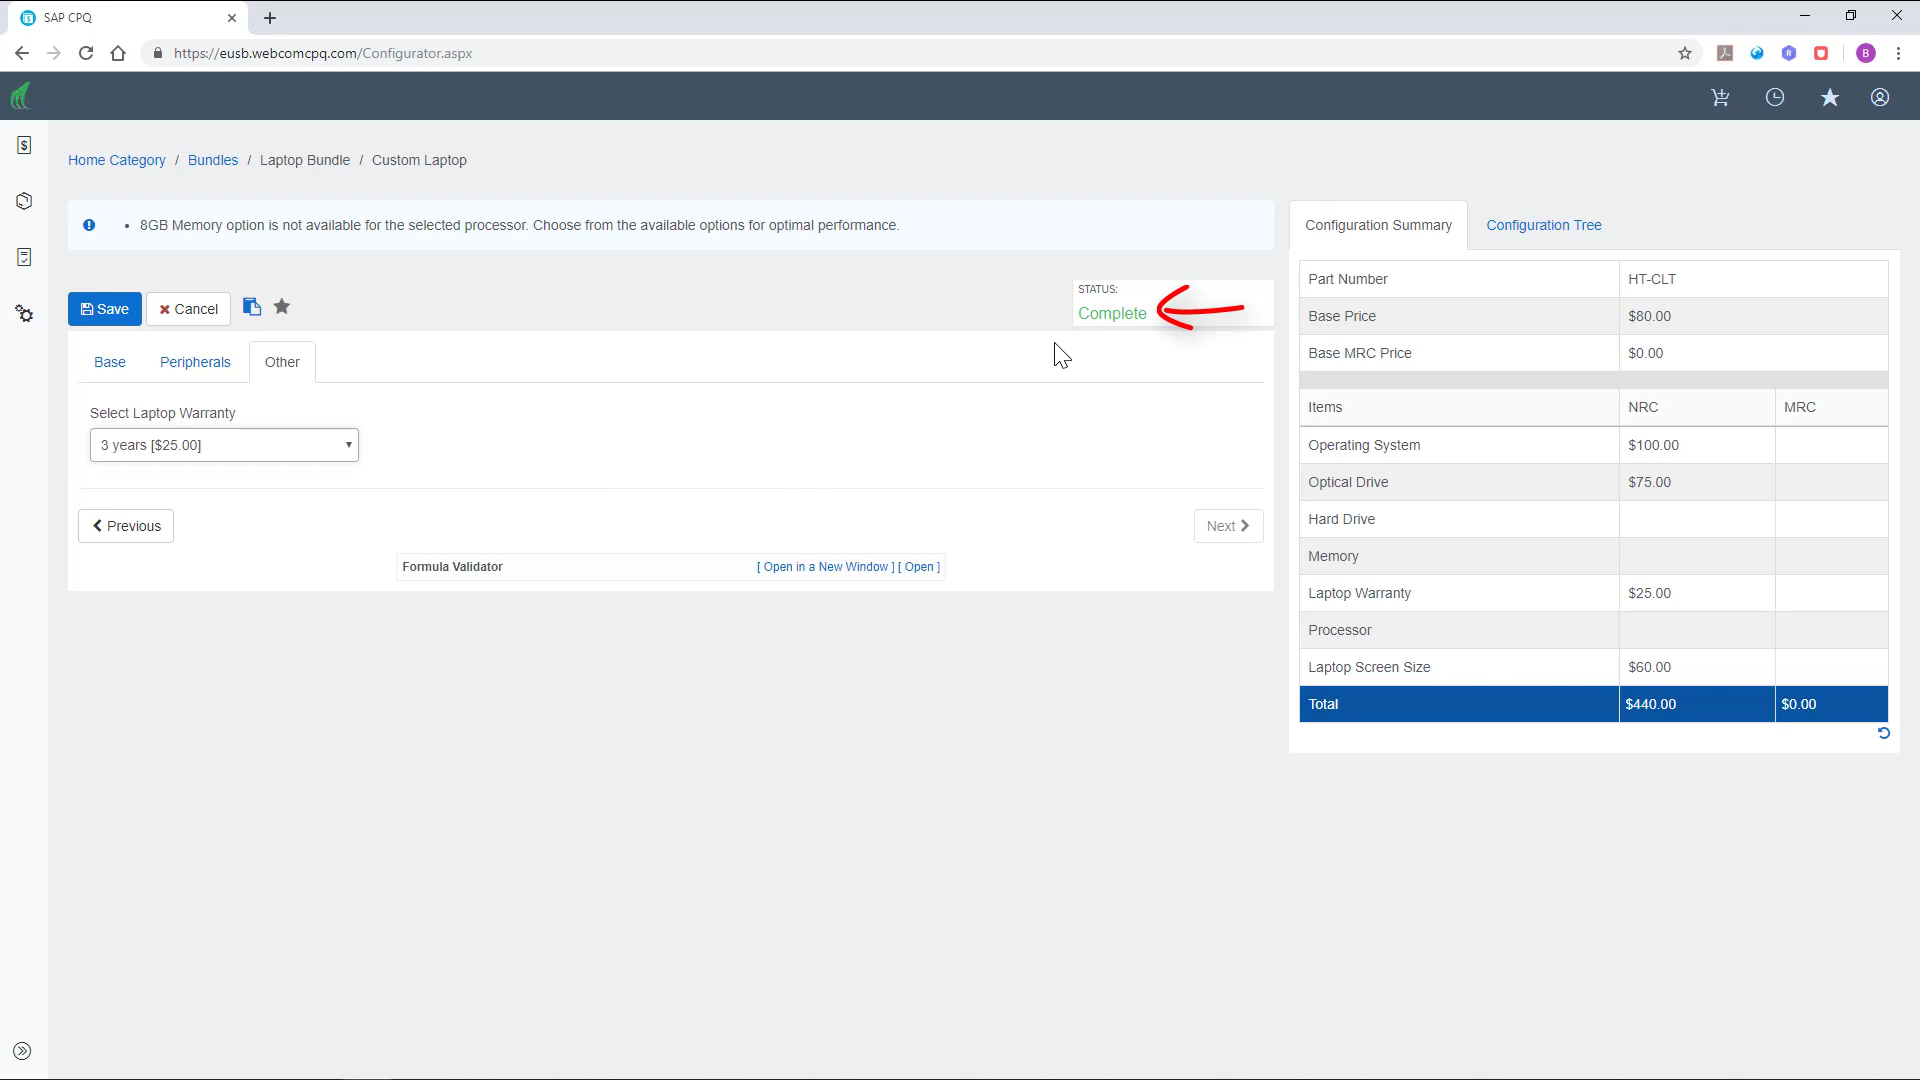 SAP CPQ
https://eusb.webcomcpq.com/Configurator.aspx
B
Home Category / Bundles / Laptop Bundle / Custom Laptop
• 8GB Memory option is not available for the selected processor. Choose from the available options for optimal performance.
Save
Cancel
STATUS:
Complete
Base
Peripherals
Other
Select Laptop Warranty
3 years [$25.00]
Previous
Next
Formula Validator
[ Open in a New Window ] [ Open ]
Configuration Summary
Configuration Tree
Part Number HT-CLT
Base Price $80.00
Base MRC Price $0.00
Items NRC MRC
Operating System $100.00
Optical Drive $75.00
Hard Drive
Memory
Laptop Warranty $25.00
Processor
Laptop Screen Size $60.00
Total $440.00 $0.00